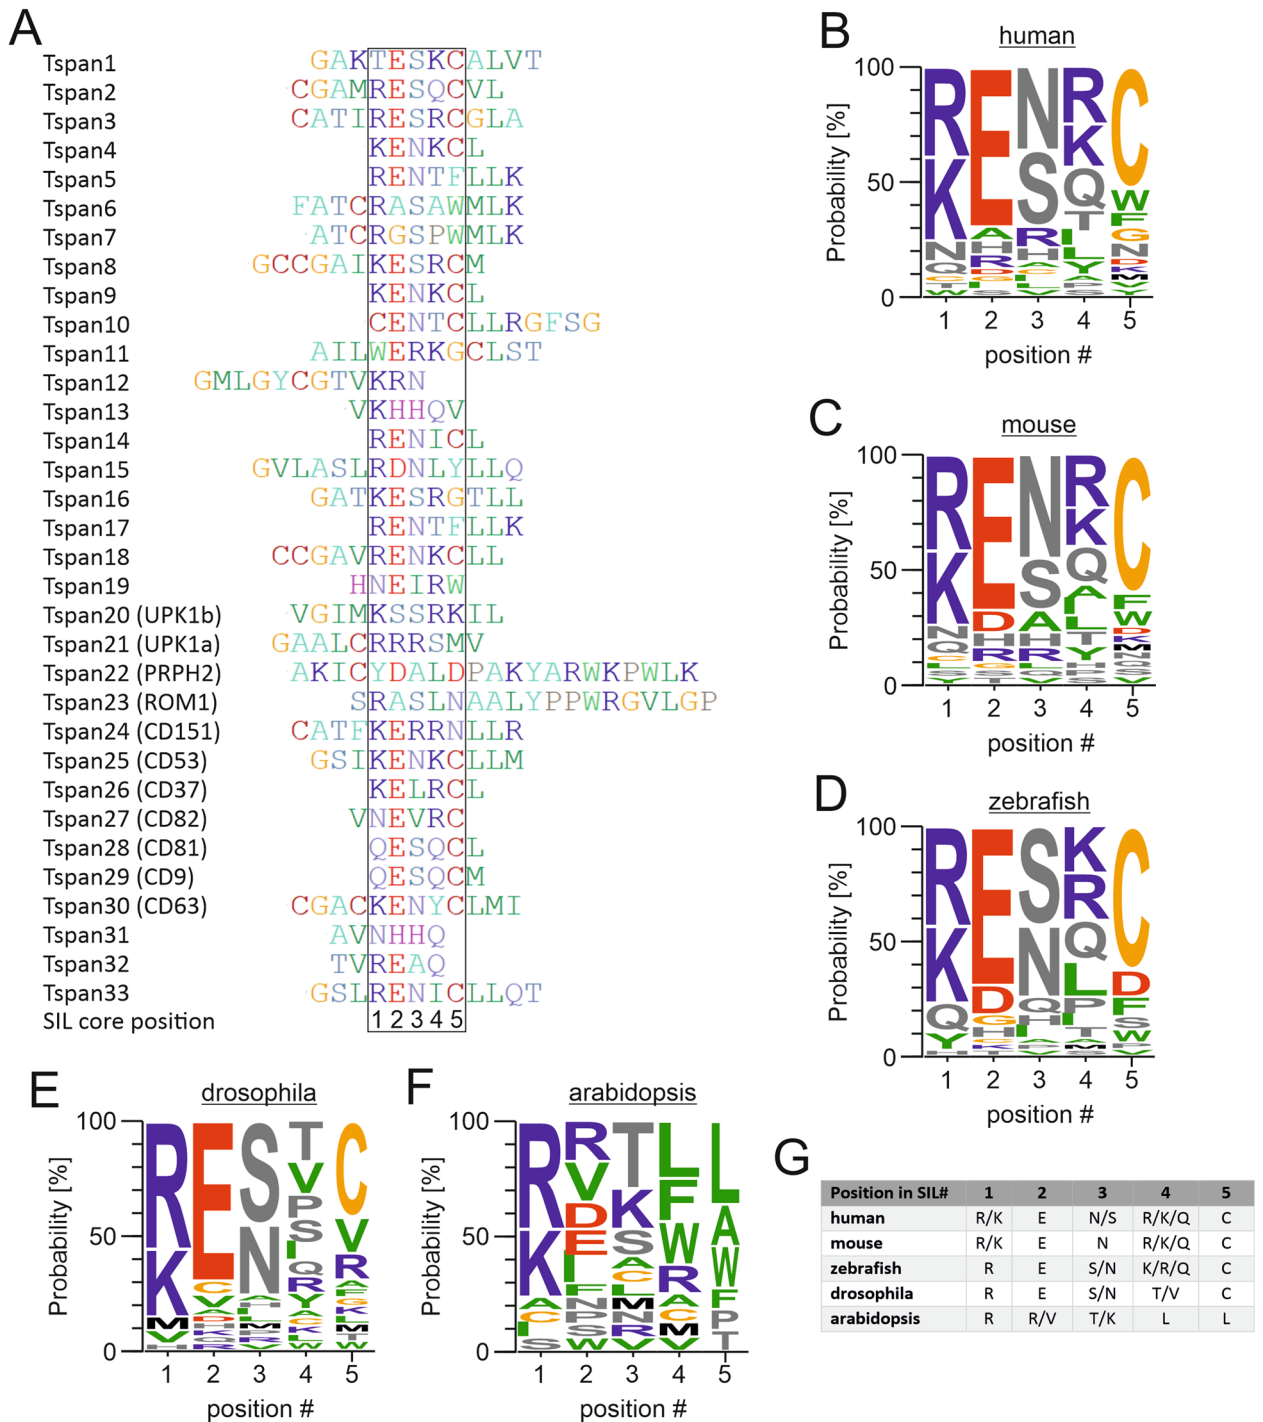 A
Tspan1 GAKTESKCALVT
Tspan2 CGAMRESQCVL
Tspan3 CATIRESRCGLA
Tspan4 KENKCL
Tspan5 RENTFLLK
Tspan6 FATCRASAWMLK
Tspan7 ATCRGSPWMLK
Tspan8 GCCGAIKESRCM
Tspan9 KENKCL
Tspan10 CENTCLLRGFSG
Tspan11 AILWERKGCLST
Tspan12 GMLGYCGTVKRN
Tspan13 VKHHQV
Tspan14 RENICL
Tspan15 GVLASLRDNLYLLQ
Tspan16 GATKESRGTLL
Tspan17 RENTFLLK
Tspan18 CCGAVRENKCLL
Tspan19 HNEIRW
Tspan20 (UPK1b) VGIMKSSRKIL
Tspan21 (UPK1a) GAALCRRRSMV
Tspan22 (PRPH2) AKICYDALDPAKYARWKPWLK
Tspan23 (ROM1) SRASLNAALYPPWRGVLGP
Tspan24 (CD151) CATFKERRNLLR
Tspan25 (CD53) GSIKENKCLLM
Tspan26 (CD37) KELRCL
Tspan27 (CD82) VNEVRC
Tspan28 (CD81) QESQCL
Tspan29 (CD9) QESQCM
Tspan30 (CD63) CGACKENYCLMI
Tspan31 AVNHHQ
Tspan32 TVREAQ
Tspan33 GSLRENICLLQT
SIL core position 1 2 3 4 5
B
human
Probability [%]
100
50
0
1 2 3 4 5
position #
C
mouse
Probability [%]
100
50
0
1 2 3 4 5
position #
D
zebrafish
Probability [%]
100
50
0
1 2 3 4 5
position #
E
drosophila
Probability [%]
100
50
0
1 2 3 4 5
position #
F
arabidopsis
Probability [%]
100
50
0
1 2 3 4 5
position #
G
Position in SIL# 1 2 3 4 5
human R/K E N/S R/K/Q C
mouse R/K E N R/K/Q C
zebrafish R E S/N K/R/Q C
drosophila R E S/N T/V C
arabidopsis R R/V T/K L L